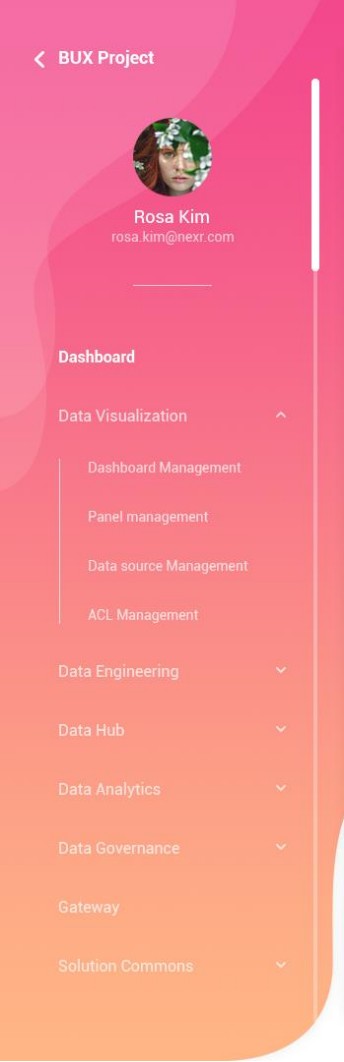 BUX Project
Rosa Kim
rosa.kim@nexr.com
Dashboard
Data Visualization
Dashboard Management
Panel management
Data source Management
ACL Management
Data Engineering
Data Hub
Data Analytics
Data Governance
Gateway
Solution Commons